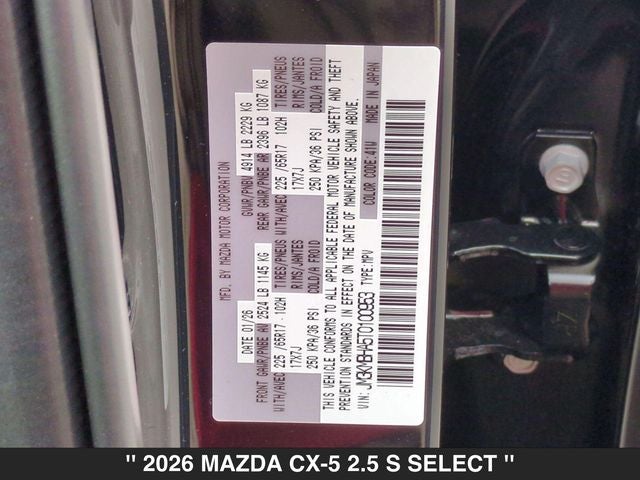 MFD. BY MAZDA MOTOR CORPORATION
DATE 01/26 GVWR/PNBV 4914 LB 2229 KG
FRONT GAWR/PNBE AV 2524 LB 1145 KG REAR GAWR/PNBE AR 2396 LB 1087 KG
WITH/AVEC 225 /65R17 102H TIRES/PNEUS WITH/AVEC 225 /65R17 102H TIRES/PNEUS
17X7J RIMS/JANTES 17X7J RIMS/JANTES
250 KPA/36 PSI COLD/A FROID 250 KPA/36 PSI COLD/A FROID
THIS VEHICLE CONFORMS TO ALL APPLICABLE FEDERAL MOTOR VEHICLE SAFETY AND THEFT
PREVENTION STANDARDS IN EFFECT ON THE DATE OF MANUFACTURE SHOWN ABOVE.
VIN: JM3KMBHA5T0100953 TYPE: MPV COLOR CODE: 41W MADE IN JAPAN
" 2026 MAZDA CX-5 2.5 S SELECT "